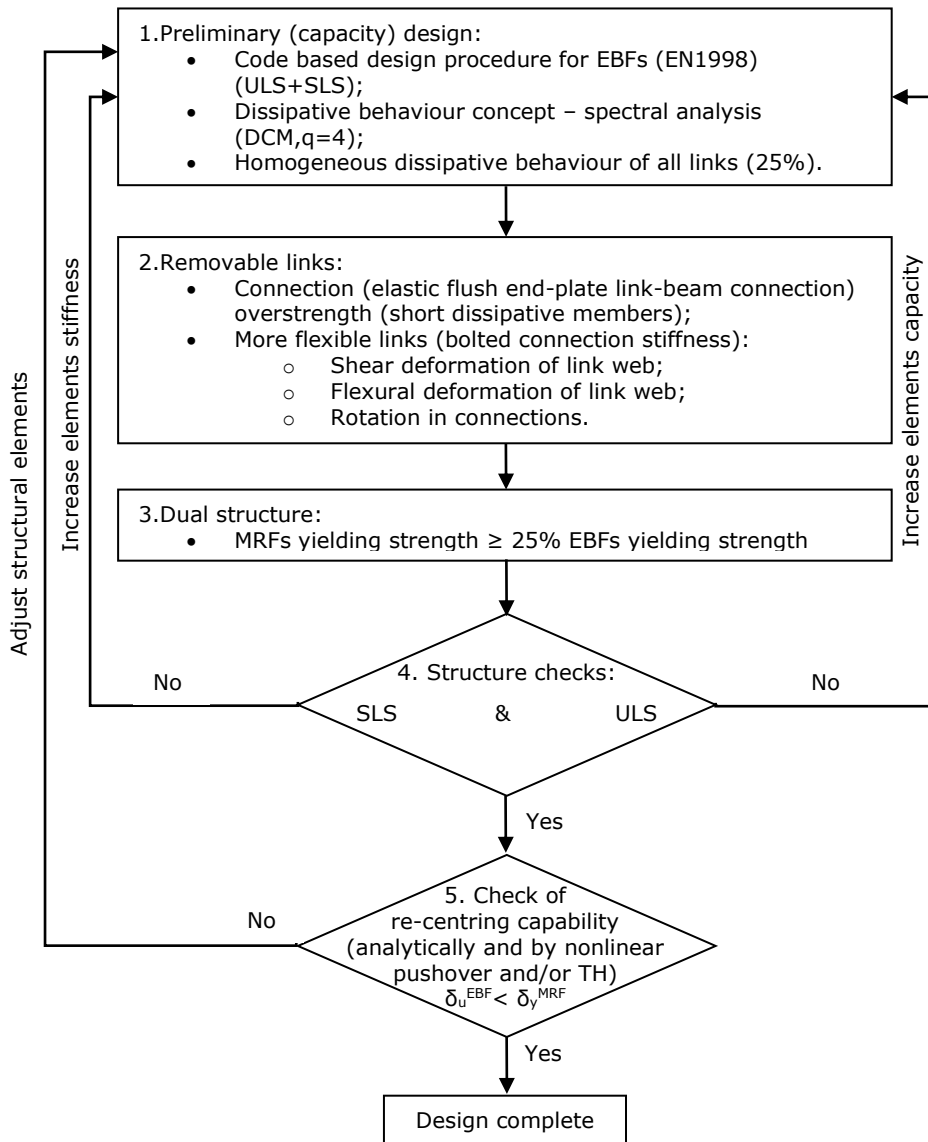 1.Preliminary (capacity) design:
• Code based design procedure for EBFs (EN1998)
(ULS+SLS);
• Dissipative behaviour concept – spectral analysis
(DCM,q=4);
• Homogeneous dissipative behaviour of all links (25%).
2.Removable links:
• Connection (elastic flush end-plate link-beam connection)
overstrength (short dissipative members);
• More flexible links (bolted connection stiffness):
o Shear deformation of link web;
o Flexural deformation of link web;
o Rotation in connections.
Adjust structural elements
Increase elements stiffness
Increase elements capacity
3.Dual structure:
• MRFs yielding strength ≥ 25% EBFs yielding strength
4. Structure checks:
SLS & ULS
No
No
Yes
5. Check of
re-centring capability
(analytically and by nonlinear
pushover and/or TH)
δu^EBF< δy^MRF
No
Yes
Design complete